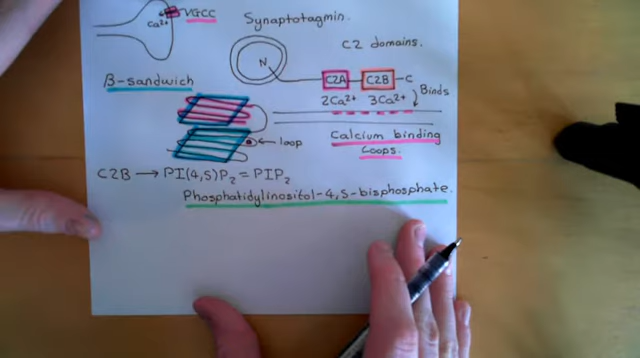 VGCC
Ca²⁺
Synaptotagmin.
C2 domains.
N
C2A
C2B
C
β-sandwich
2Ca²⁺
3Ca²⁺
Binds
loop
Calcium binding
Loops.
C2B → PI(4,5)P₂ = PIP₂
Phosphatidylinositol-4,5-bisphosphate.